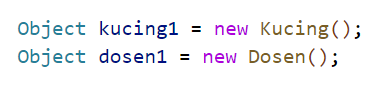 Object kucing1 = new Kucing();
Object dosen1 = new Dosen();